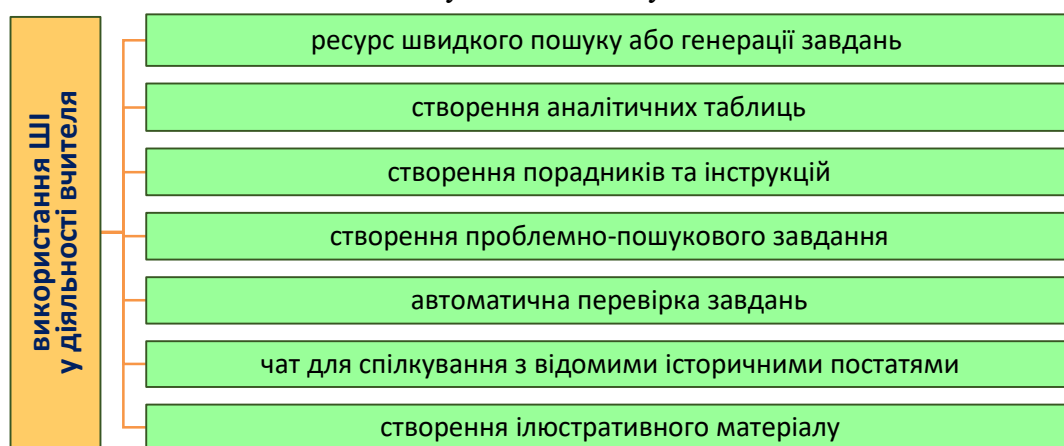 використання ШІ
у діяльності вчителя
ресурс швидкого пошуку або генерації завдань
створення аналітичних таблиць
створення порадників та інструкцій
створення проблемно-пошукового завдання
автоматична перевірка завдань
чат для спілкування з відомими історичними постатями
створення ілюстративного матеріалу